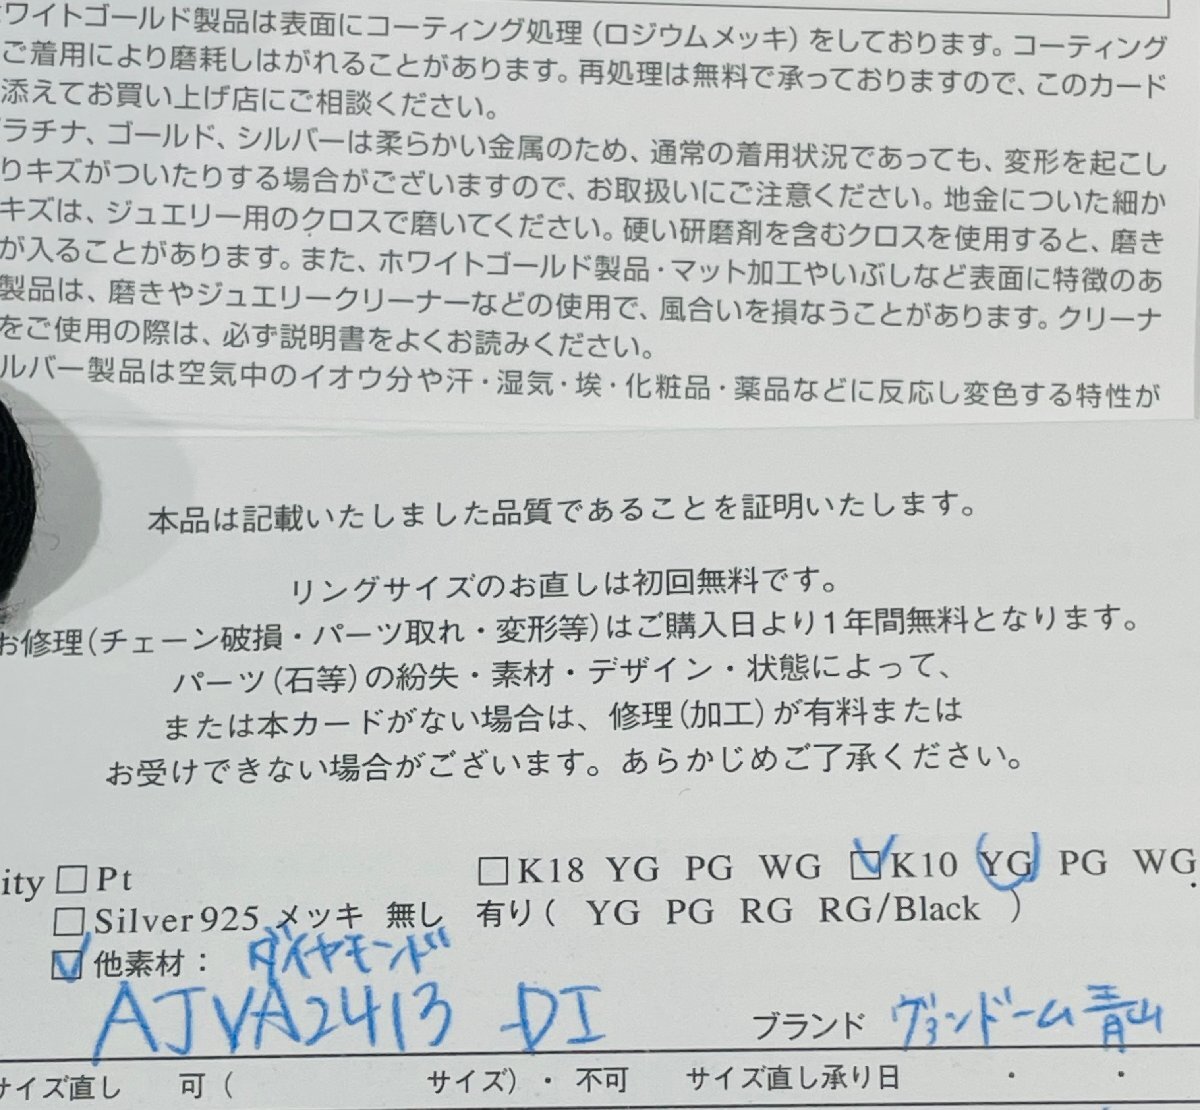 ワイトゴールド製品は表面にコーティング処理(ロジウムメッキ)をしております。コーティング
ご着用により磨耗しはがれることがあります。再処理は無料で承っておりますので、このカード
添えてお買い上げ店にご相談ください。
ラチナ、ゴールド、シルバーは柔らかい金属のため、通常の着用状況であっても、変形を起こし
りキズがついたりする場合がございますので、お取扱いにご注意ください。地金についた細か
キズは、ジュエリー用のクロスで磨いてください。硬い研磨剤を含むクロスを使用すると、磨き
が入ることがあります。また、ホワイトゴールド製品・マット加工やいぶしなど表面に特徴のあ
製品は、磨きやジュエリークリーナーなどの使用で、風合いを損なうことがあります。クリーナ
をご使用の際は、必ず説明書をよくお読みください。
ルバー製品は空気中のイオウ分や汗・湿気・埃・化粧品・薬品などに反応し変色する特性が
本品は記載いたしました品質であることを証明いたします。
リングサイズのお直しは初回無料です。
お修理(チェーン破損・パーツ取れ・変形等)はご購入日より1年間無料となります。
パーツ(石等)の紛失・素材・デザイン・状態によって、
または本カードがない場合は、修理(加工)が有料または
お受けできない場合がございます。あらかじめご了承ください。
ity □Pt □K18 YG PG WG ☑K10 YG PG WG
□Silver925 メッキ 無し 有り( YG PG RG RG/Black )
☑他素材: ダイヤモンド
AJVA2413 DI ブランド ヴァンドーム青山
サイズ直し 可( サイズ)・不可 サイズ直し承り日 ・ ・